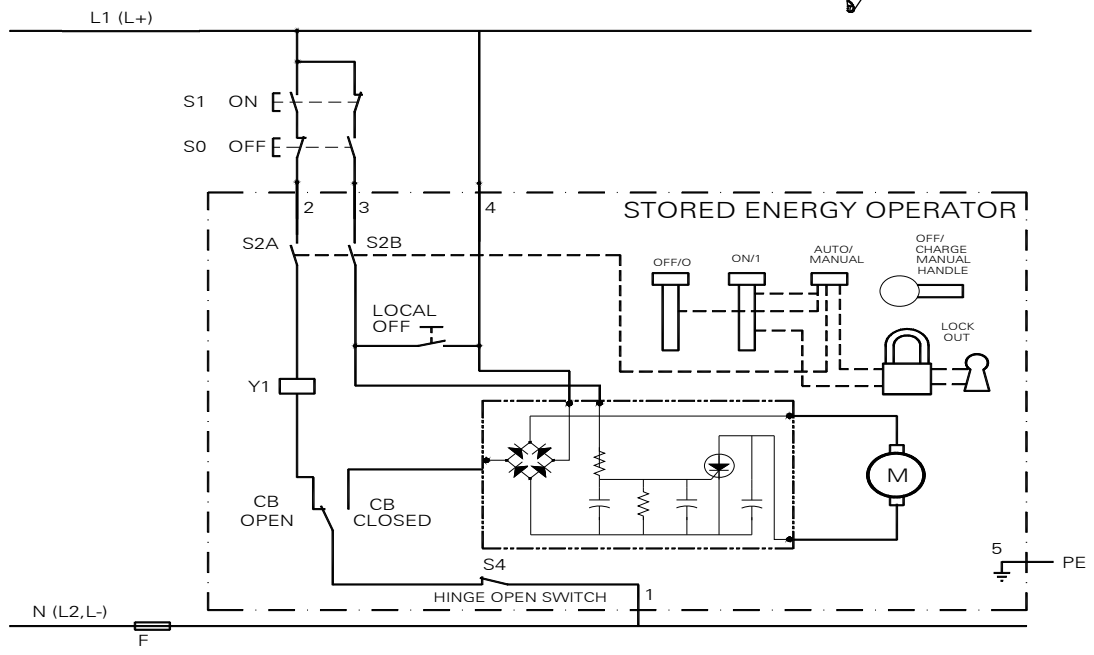 L1 (L+)
S1 ON
S0 OFF
2 3 4
STORED ENERGY OPERATOR
S2A S2B
OFF/O
ON/1
AUTO/
MANUAL
OFF/
CHARGE
MANUAL
HANDLE
LOCAL
OFF
LOCK
OUT
Y1
M
CB
OPEN
CB
CLOSED
S4
HINGE OPEN SWITCH
1
5
PE
N (L2,L-)
F